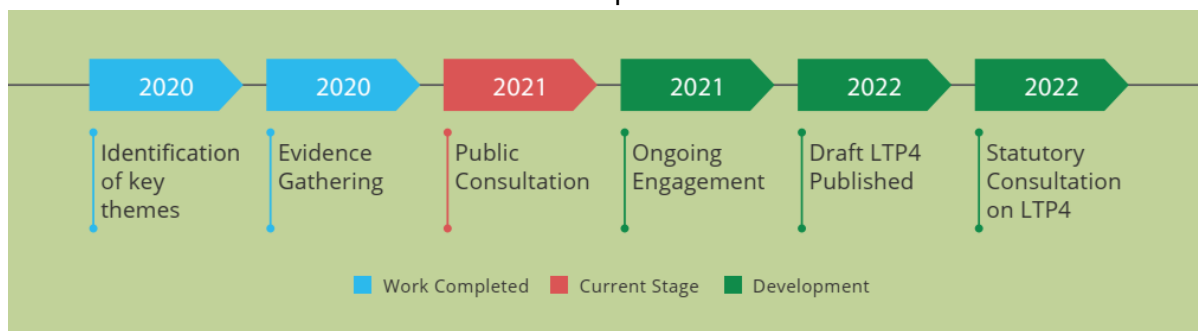 2020
2020
2021
2021
2022
2022
Identification
of key
themes
Evidence
Gathering
Public
Consultation
Ongoing
Engagement
Draft LTP4
Published
Statutory
Consultation
on LTP4
Work Completed
Current Stage
Development